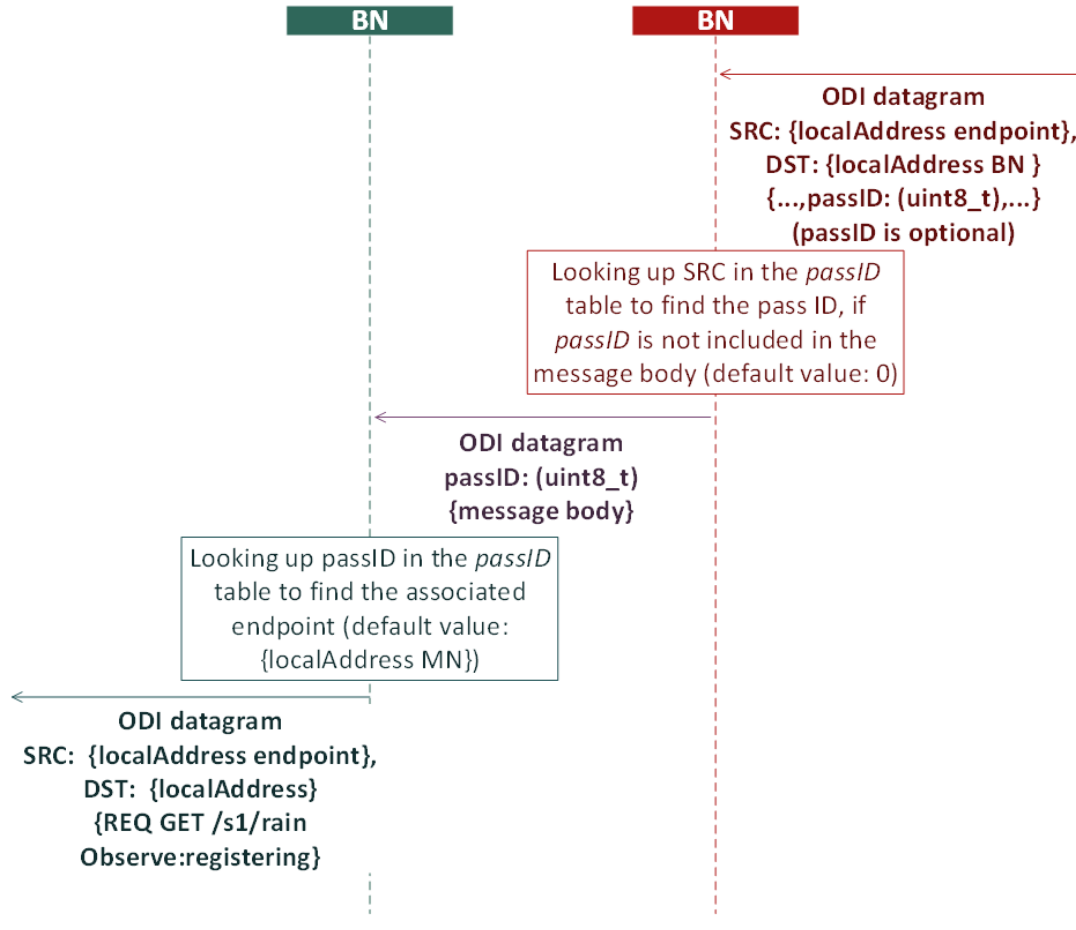 BN
BN
ODI datagram
SRC: {localAddress endpoint},
DST: {localAddress BN }
{...,passID: (uint8_t),...}
(passID is optional)
Looking up SRC in the passID
table to find the pass ID, if
passID is not included in the
message body (default value: 0)
ODI datagram
passID: (uint8_t)
{message body}
Looking up passID in the passID
table to find the associated
endpoint (default value:
{localAddress MN})
ODI datagram
SRC:  {localAddress endpoint},
DST:  {localAddress}
{REQ GET /s1/rain
Observe:registering}